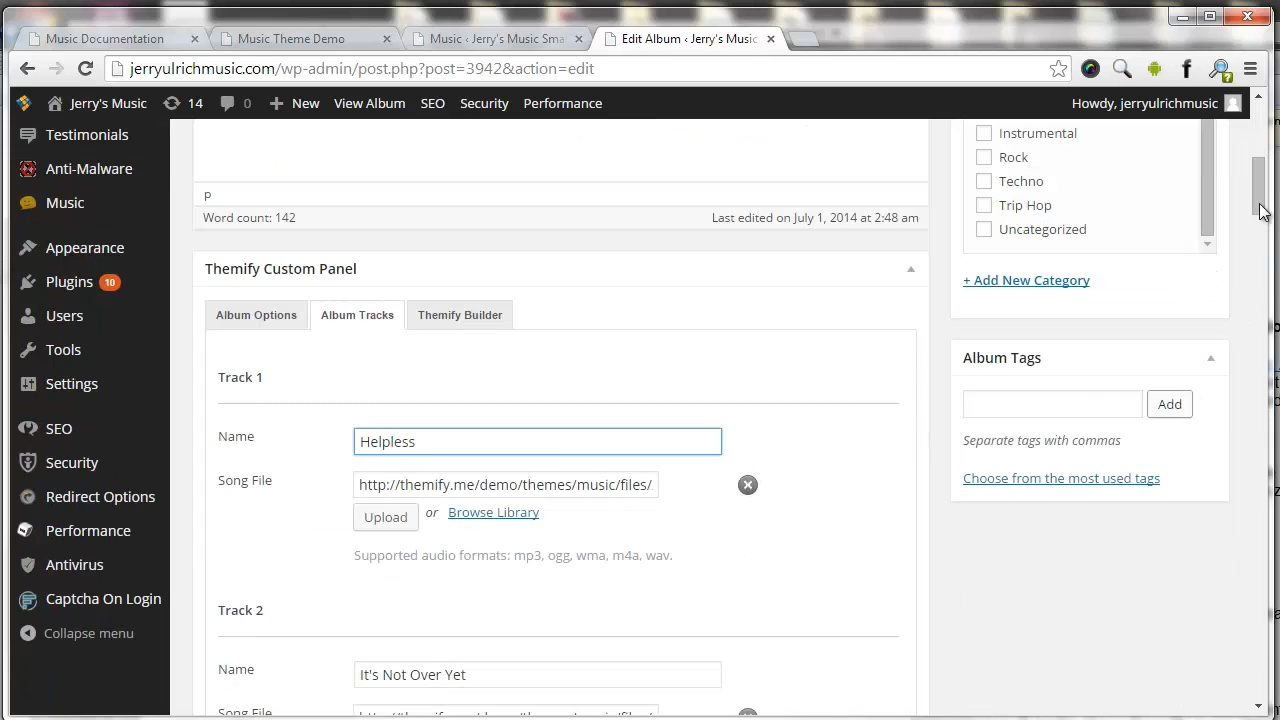 Music Documentation
Music Theme Demo
Music ‹ Jerry's Music Sma
Edit Album ‹ Jerry's Music
jerryulrichmusic.com/wp-admin/post.php?post=3942&action=edit
Jerry's Music 14 0 New View Album SEO Security Performance Howdy, jerryulrichmusic
Testimonials
Anti-Malware
Music
Appearance
Plugins 10
Users
Tools
Settings
SEO
Security
Redirect Options
Performance
Antivirus
Captcha On Login
Collapse menu
p
Word count: 142 Last edited on July 1, 2014 at 2:48 am
Themify Custom Panel
Album Options Album Tracks Themify Builder
Track 1
Name Helpless
Song File http://themify.me/demo/themes/music/files/
Upload or Browse Library
Supported audio formats: mp3, ogg, wma, m4a, wav.
Track 2
Name It's Not Over Yet
Instrumental
Rock
Techno
Trip Hop
Uncategorized
+ Add New Category
Album Tags
Add
Separate tags with commas
Choose from the most used tags